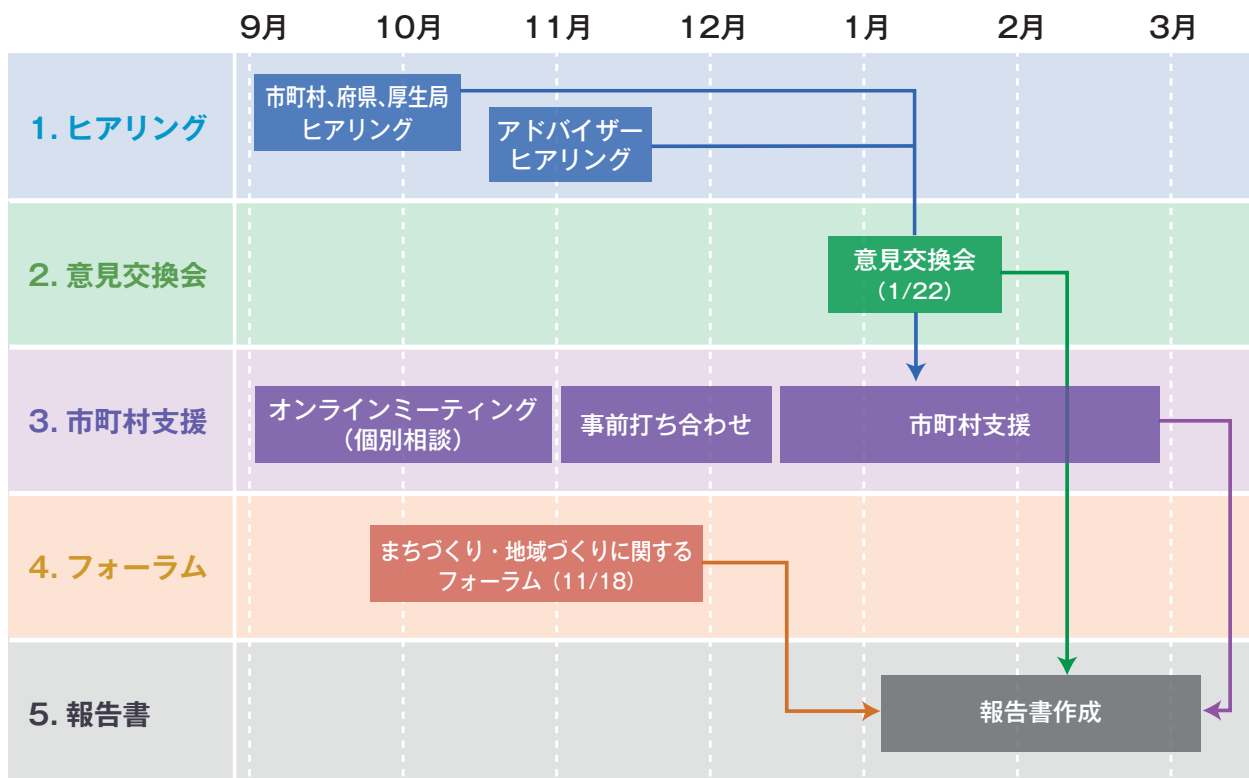 9月 10月 11月 12月 1月 2月 3月
1. ヒアリング
市町村、府県、厚生局
ヒアリング
アドバイザー
ヒアリング
2. 意見交換会
意見交換会
（1/22）
3. 市町村支援
オンラインミーティング
（個別相談）
事前打ち合わせ
市町村支援
4. フォーラム
まちづくり・地域づくりに関する
フォーラム（11/18）
5. 報告書
報告書作成